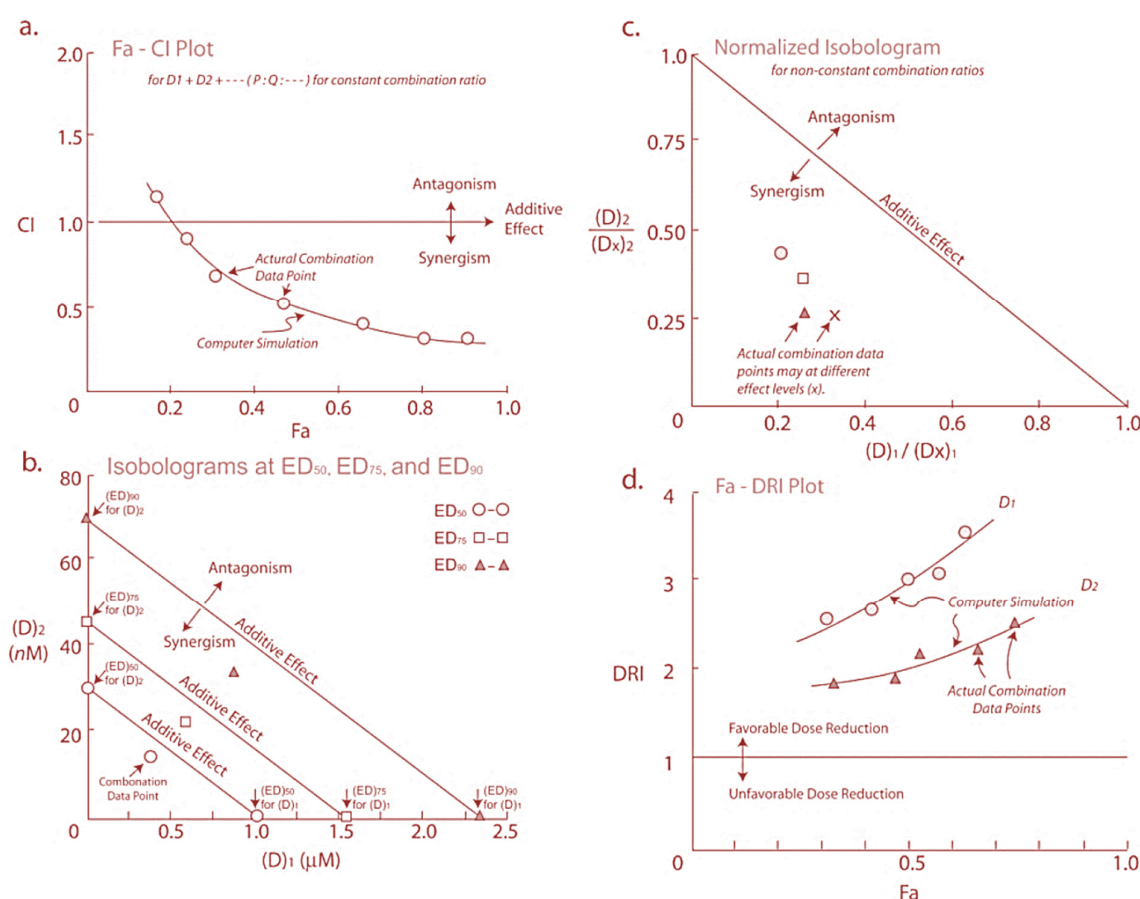 a.
Fa - CI Plot
for D1 + D2 + --- ( P : Q : --- ) for constant combination ratio
2.0
1.5
CI
1.0
0.5
0
Antagonism
Additive
Effect
Synergism
Actural Combination
Data Point
Computer Simulation
0.2
0.4
0.6
0.8
1.0
Fa
b.
Isobolograms at ED50, ED75, and ED90
80
60
(D)2
(nM)
40
20
0
(ED)90
for (D)2
(ED)75
for (D)2
(ED)50
for (D)2
ED50
ED75
ED90
Antagonism
Synergism
Additive Effect
Additive Effect
Additive Effect
Combonation
Data Point
(ED)50
for (D)1
(ED)75
for (D)1
(ED)90
for (D)1
0.5
1.0
1.5
2.0
2.5
(D)1 (μM)
c.
Normalized Isobologram
for non-constant combination ratios
1.0
0.75
(D)2
(Dx)2
0.50
0.25
0
Antagonism
Synergism
Additive Effect
Actual combination data
points may at different
effect levels (x).
0.2
0.4
0.6
0.8
1.0
(D)1 / (Dx)1
d.
Fa - DRI Plot
4
3
DRI
2
1
0
D1
D2
Computer Simulation
Actual Combination
Data Points
Favorable Dose Reduction
Unfavorable Dose Reduction
0.5
1.0
Fa